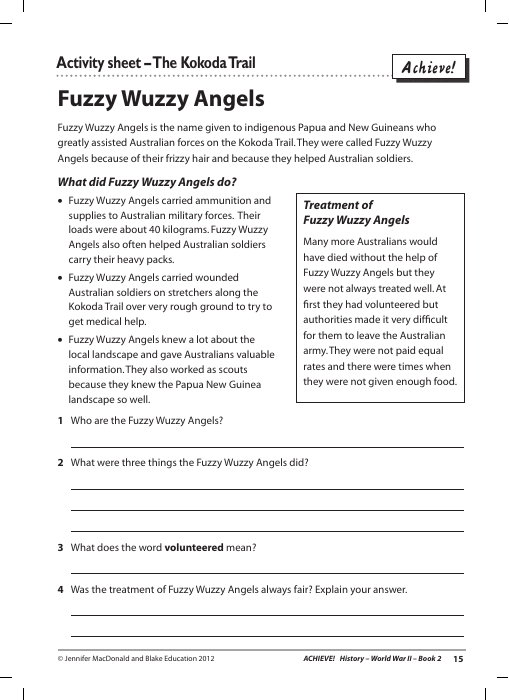 Activity sheet – The Kokoda Trail
Achieve!
Fuzzy Wuzzy Angels
Fuzzy Wuzzy Angels is the name given to indigenous Papua and New Guineans who
greatly assisted Australian forces on the Kokoda Trail. They were called Fuzzy Wuzzy
Angels because of their frizzy hair and because they helped Australian soldiers.
What did Fuzzy Wuzzy Angels do?
• Fuzzy Wuzzy Angels carried ammunition and
supplies to Australian military forces. Their
loads were about 40 kilograms. Fuzzy Wuzzy
Angels also often helped Australian soldiers
carry their heavy packs.
• Fuzzy Wuzzy Angels carried wounded
Australian soldiers on stretchers along the
Kokoda Trail over very rough ground to try to
get medical help.
• Fuzzy Wuzzy Angels knew a lot about the
local landscape and gave Australians valuable
information. They also worked as scouts
because they knew the Papua New Guinea
landscape so well.
Treatment of
Fuzzy Wuzzy Angels
Many more Australians would
have died without the help of
Fuzzy Wuzzy Angels but they
were not always treated well. At
first they had volunteered but
authorities made it very difficult
for them to leave the Australian
army. They were not paid equal
rates and there were times when
they were not given enough food.
1 Who are the Fuzzy Wuzzy Angels?
2 What were three things the Fuzzy Wuzzy Angels did?
3 What does the word volunteered mean?
4 Was the treatment of Fuzzy Wuzzy Angels always fair? Explain your answer.
© Jennifer MacDonald and Blake Education 2012
ACHIEVE! History – World War II – Book 2 15